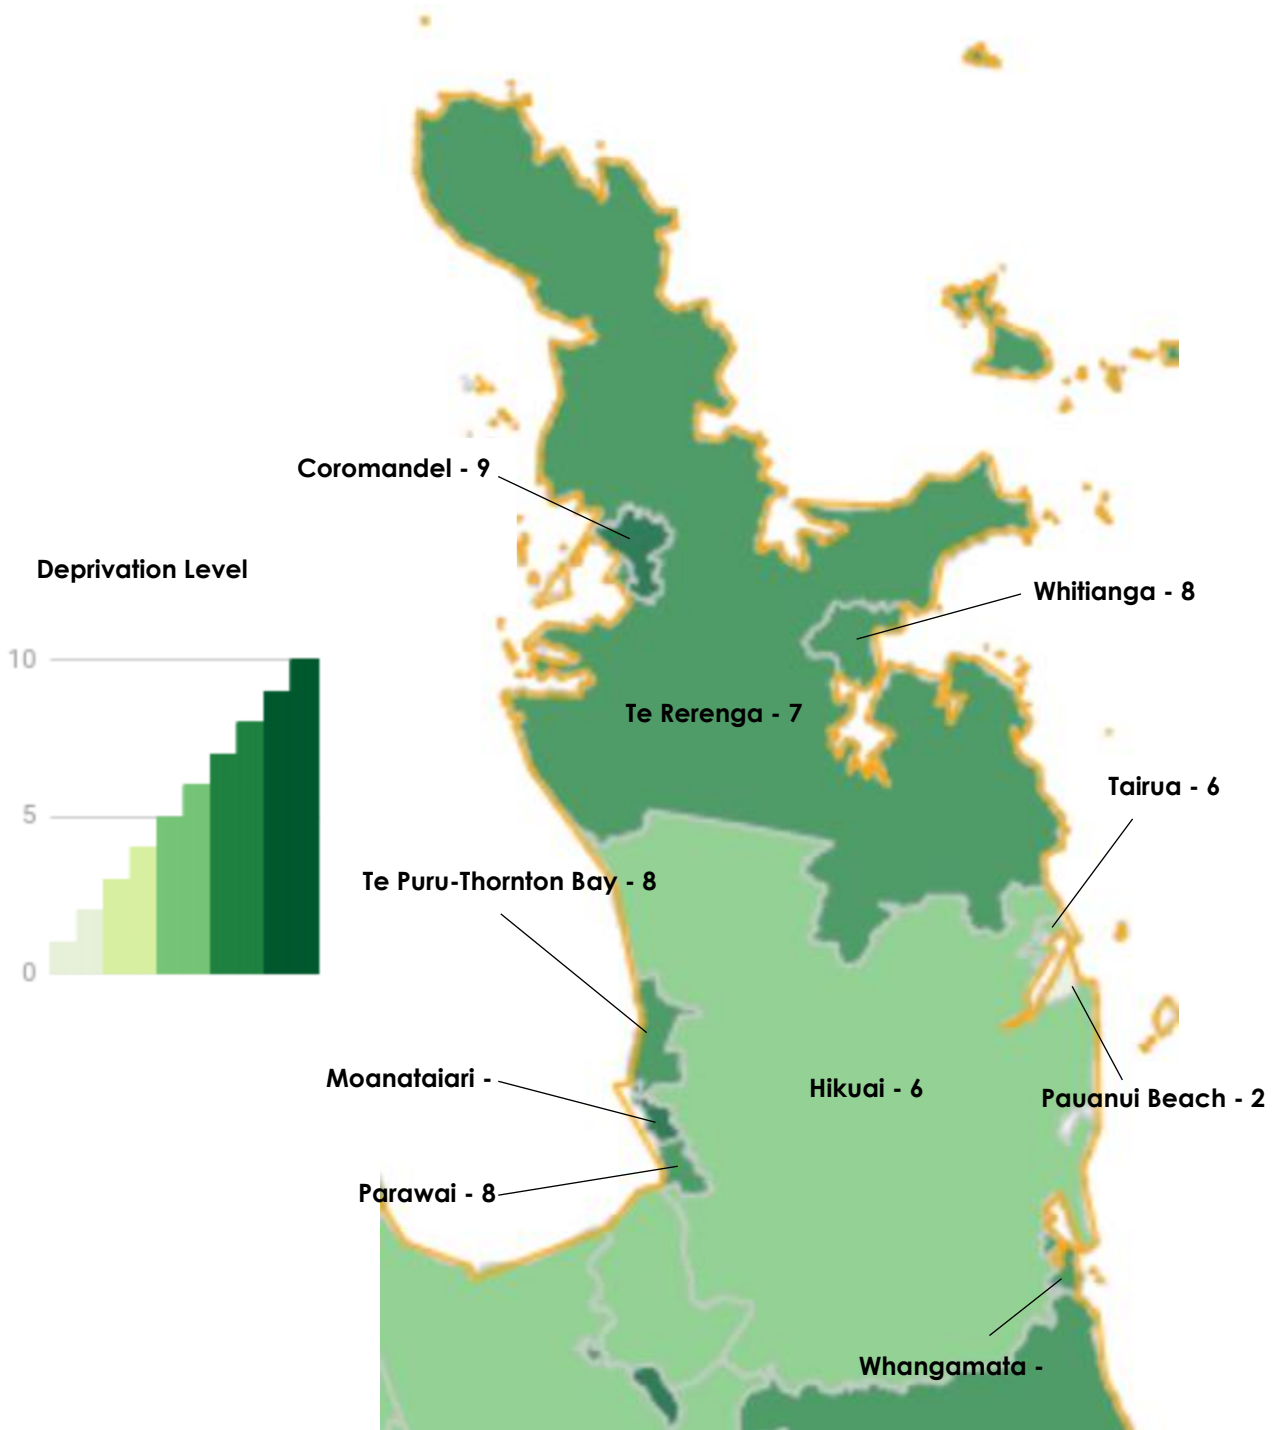 Coromandel - 9
Deprivation Level
Whitianga - 8
10
Te Rerenga - 7
Tairua - 6
5
Te Puru-Thornton Bay - 8
0
Moanataiari -
Hikuai - 6
Pauanui Beach - 2
Parawai - 8
Whangamata -